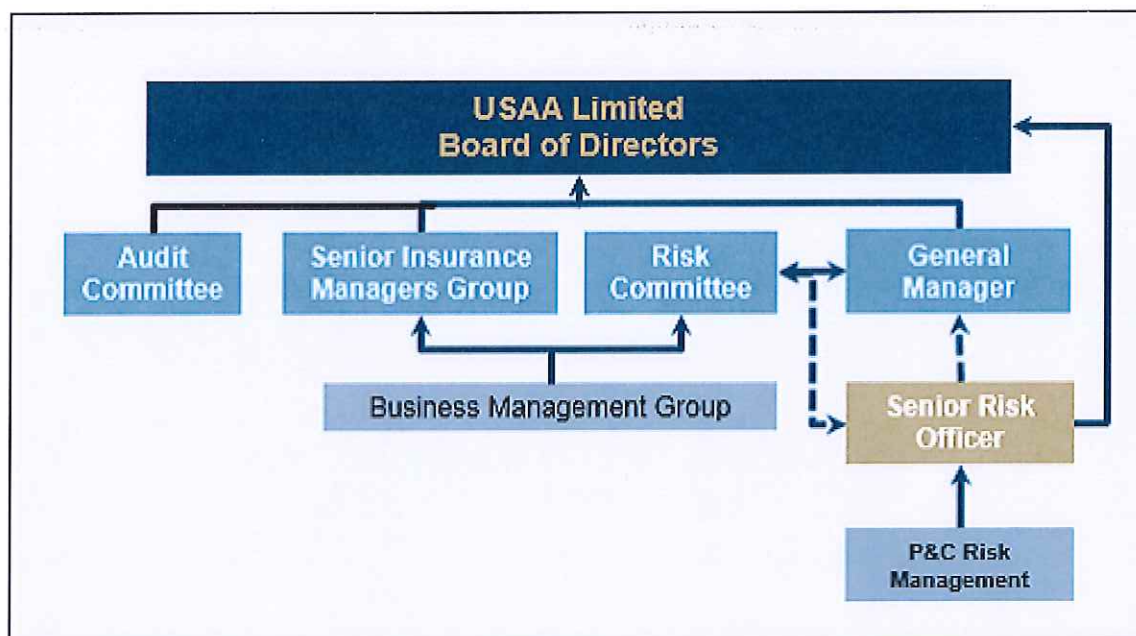 USAA Limited
Board of Directors
Audit
Committee
Senior Insurance
Managers Group
Risk
Committee
General
Manager
Business Management Group
Senior Risk
Officer
P&C Risk
Management